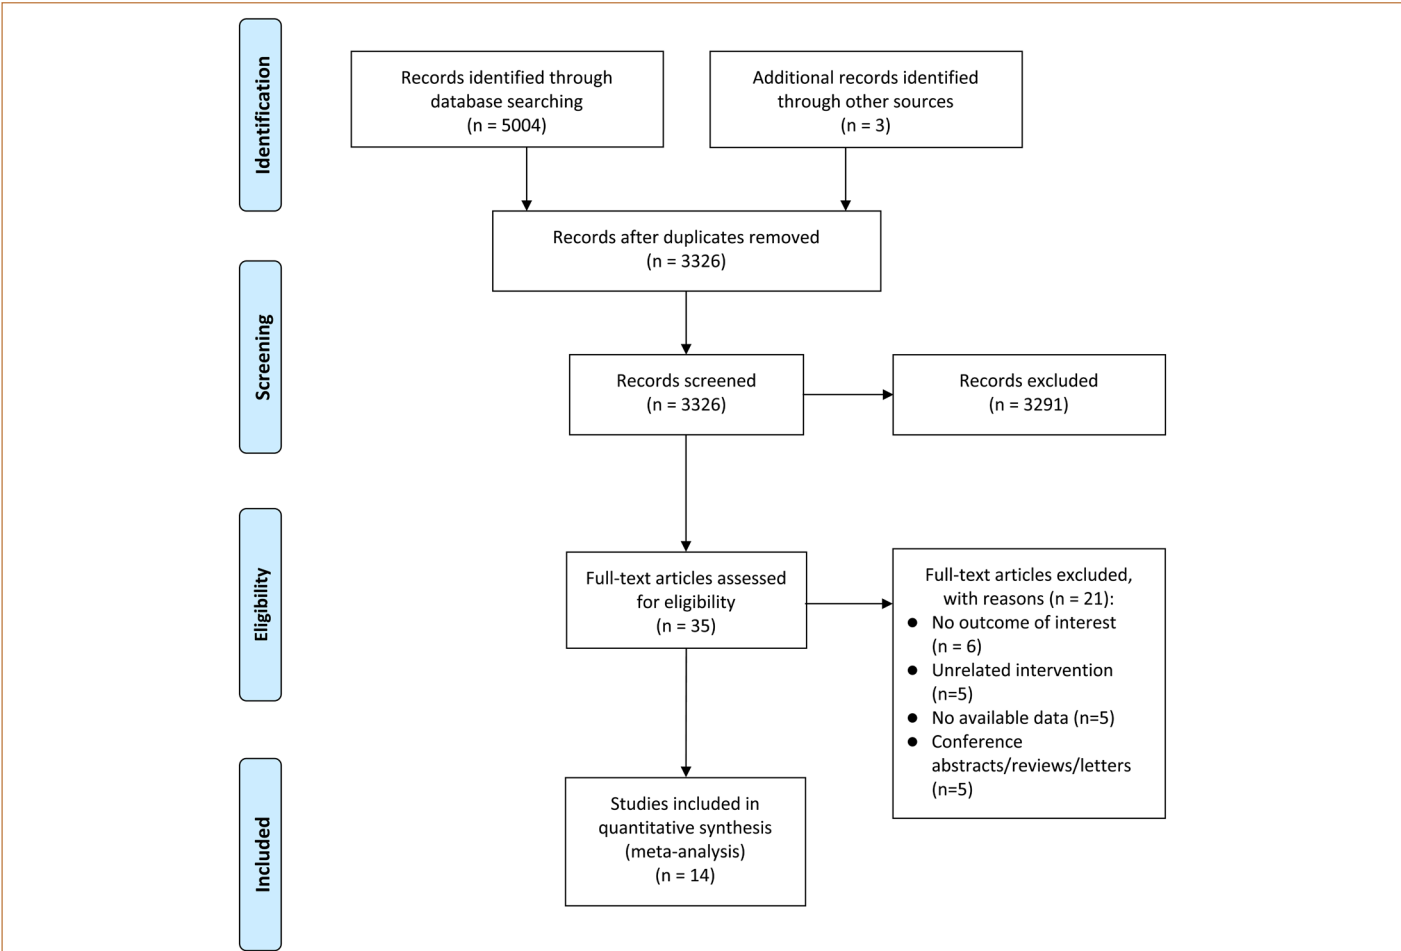 Identification
Records identified through
database searching
(n = 5004)
Additional records identified
through other sources
(n = 3)
Records after duplicates removed
(n = 3326)
Screening
Records screened
(n = 3326)
Records excluded
(n = 3291)
Eligibility
Full-text articles assessed
for eligibility
(n = 35)
Full-text articles excluded,
with reasons (n = 21):
● No outcome of interest
(n = 6)
● Unrelated intervention
(n=5)
● No available data (n=5)
● Conference
abstracts/reviews/letters
(n=5)
Included
Studies included in
quantitative synthesis
(meta-analysis)
(n = 14)